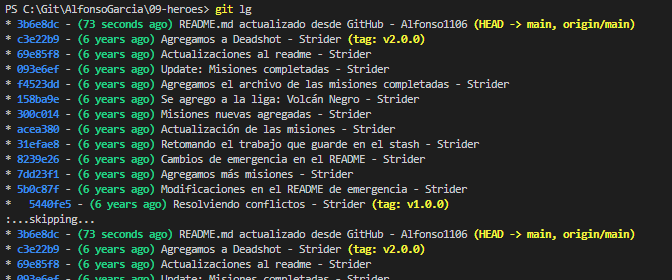 PS C:\Git\AlfonsoGarcia\09-heroes> git lg
* 3b6e8dc - (73 seconds ago) README.md actualizado desde GitHub - Alfonso1106 (HEAD -> main, origin/main)
* c3e22b9 - (6 years ago) Agregamos a Deadshot - Strider (tag: v2.0.0)
* 69e85f8 - (6 years ago) Actualizaciones al readme - Strider
* 093e6ef - (6 years ago) Update: Misiones completadas - Strider
* f4523dd - (6 years ago) Agregamos el archivo de las misiones completadas - Strider
* 158ba9e - (6 years ago) Se agrego a la liga: Volcán Negro - Strider
* 300c014 - (6 years ago) Misiones nuevas agregadas - Strider
* acea380 - (6 years ago) Actualización de las misiones - Strider
* 31efae8 - (6 years ago) Retomando el trabajo que guarde en el stash - Strider
* 8239e26 - (6 years ago) Cambios de emergencia en el README - Strider
* 7dd23f1 - (6 years ago) Agregamos más misiones - Strider
* 5b0c87f - (6 years ago) Modificaciones en el README de emergencia - Strider
*   5440fe5 - (6 years ago) Resolviendo conflictos - Strider (tag: v1.0.0)
:...skipping...
* 3b6e8dc - (73 seconds ago) README.md actualizado desde GitHub - Alfonso1106 (HEAD -> main, origin/main)
* c3e22b9 - (6 years ago) Agregamos a Deadshot - Strider (tag: v2.0.0)
* 69e85f8 - (6 years ago) Actualizaciones al readme - Strider
* 093e6ef - (6 years ago) Update: Misiones completadas - Strider